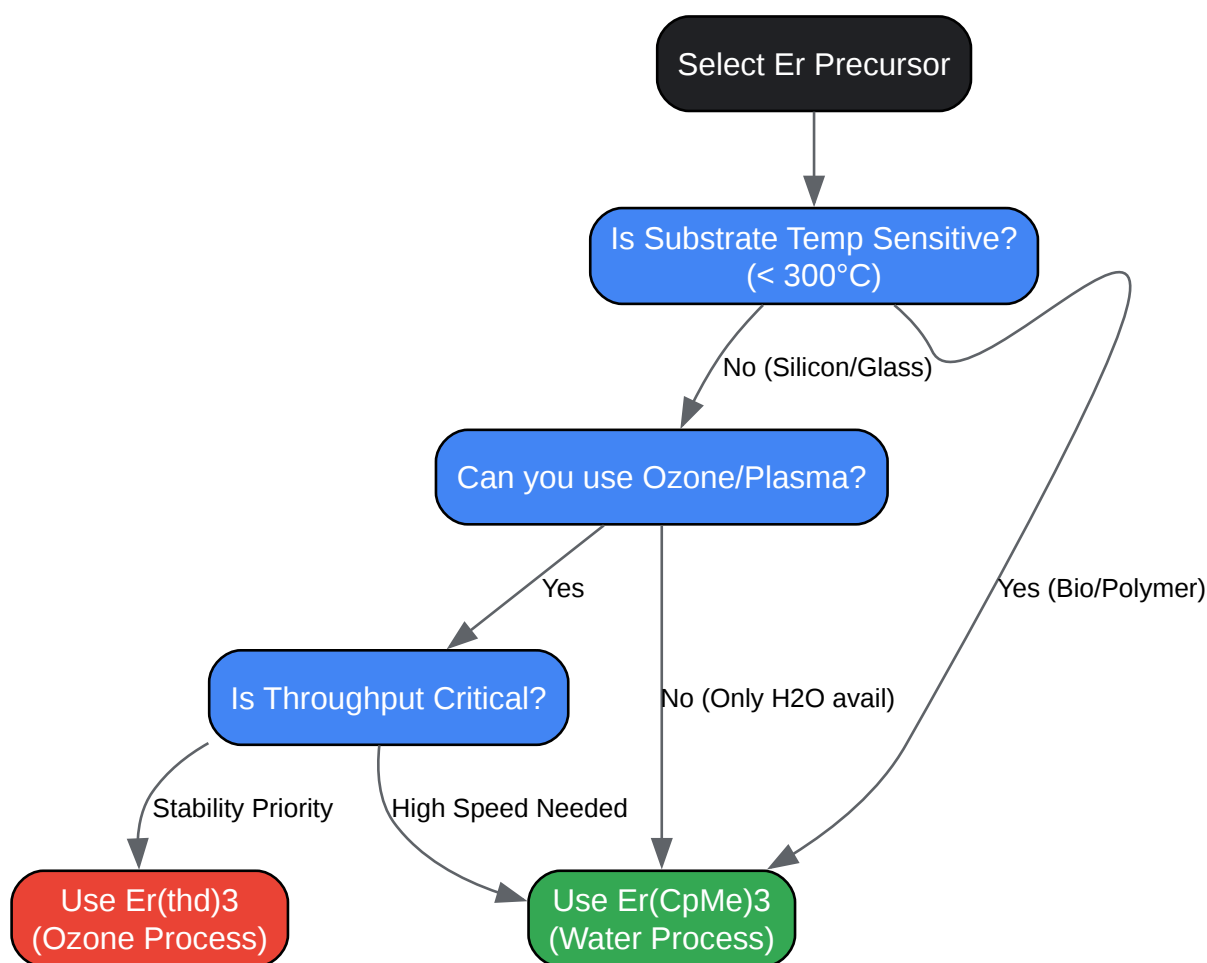 Select Er Precursor
Is Substrate Temp Sensitive?
(< 300°C)
No (Silicon/Glass)
Can you use Ozone/Plasma?
Yes
Yes (Bio/Polymer)
Is Throughput Critical?
No (Only H2O avail)
Stability Priority
High Speed Needed
Use Er(thd)3
(Ozone Process)
Use Er(CpMe)3
(Water Process)